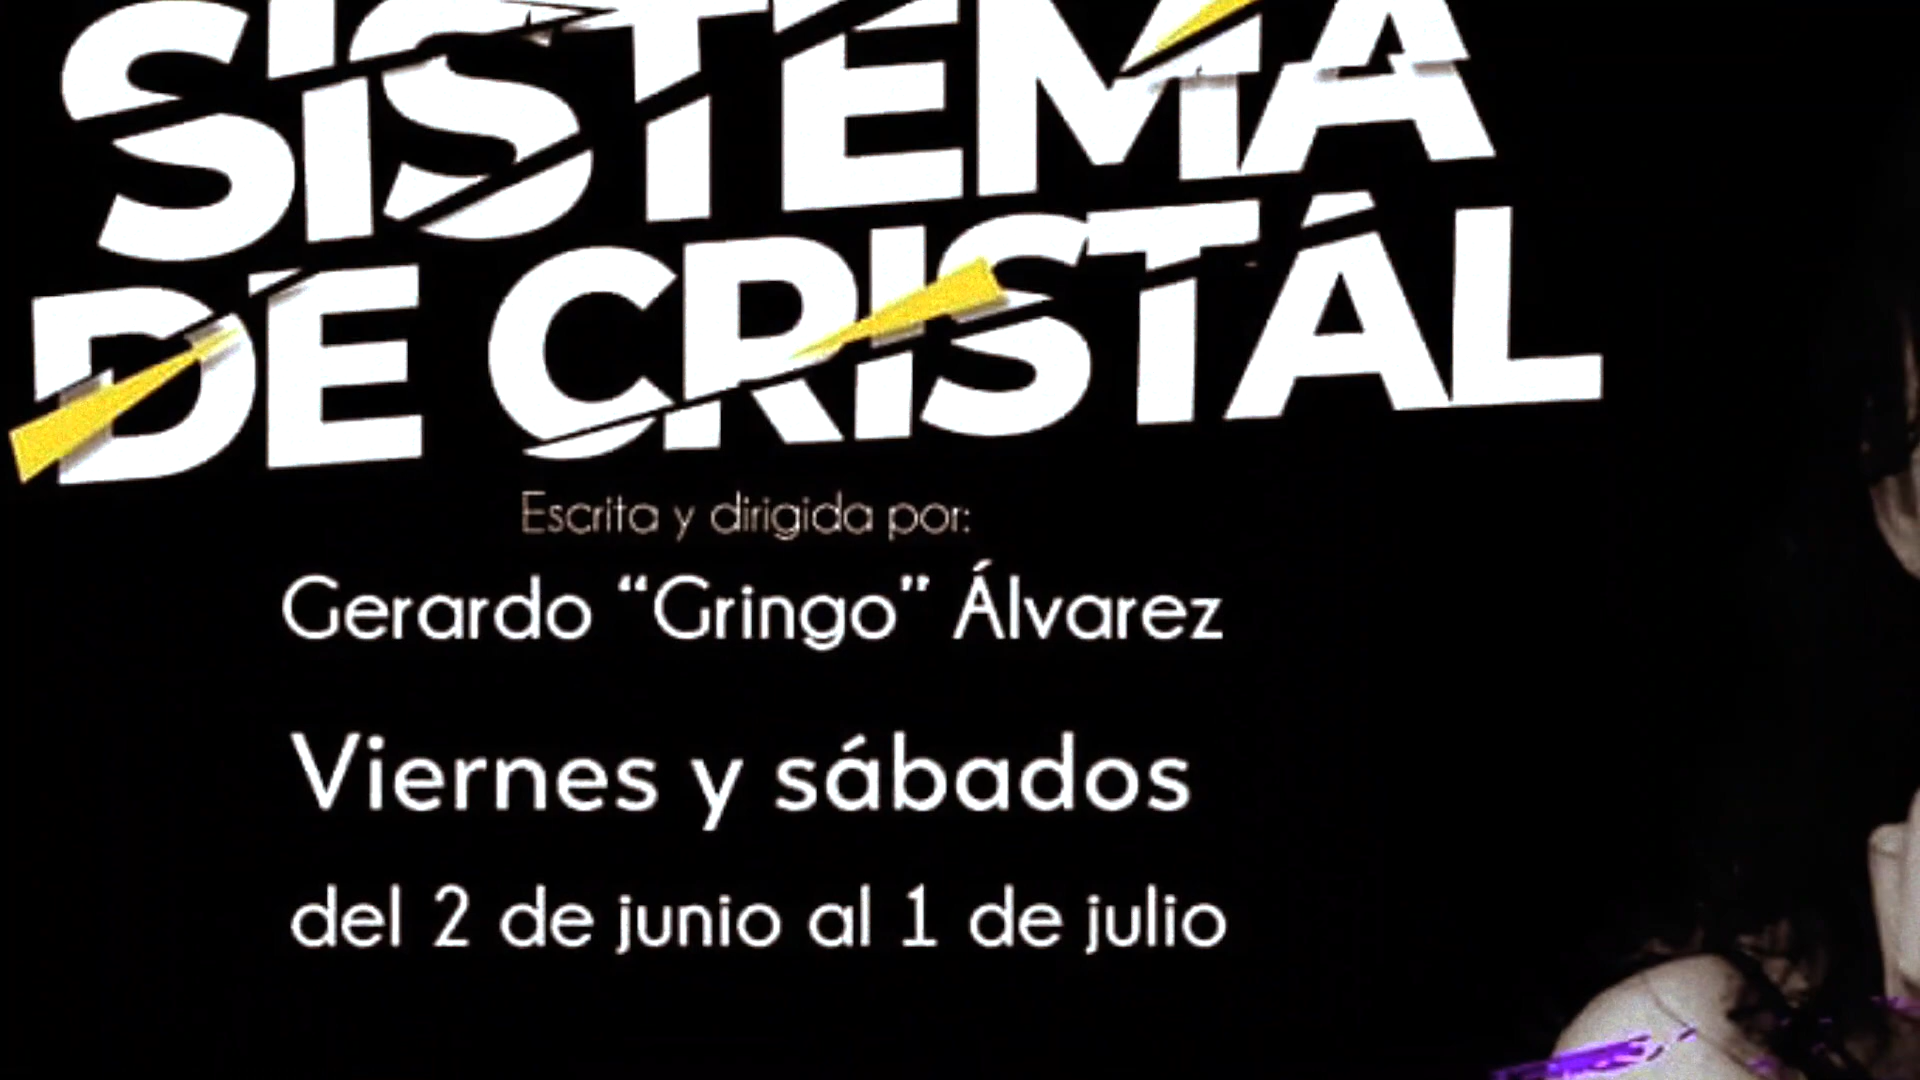 SISTEMA
DE CRISTAL
Escrita y dirigida por:
Gerardo “Gringo” Álvarez
Viernes y sábados
del 2 de junio al 1 de julio